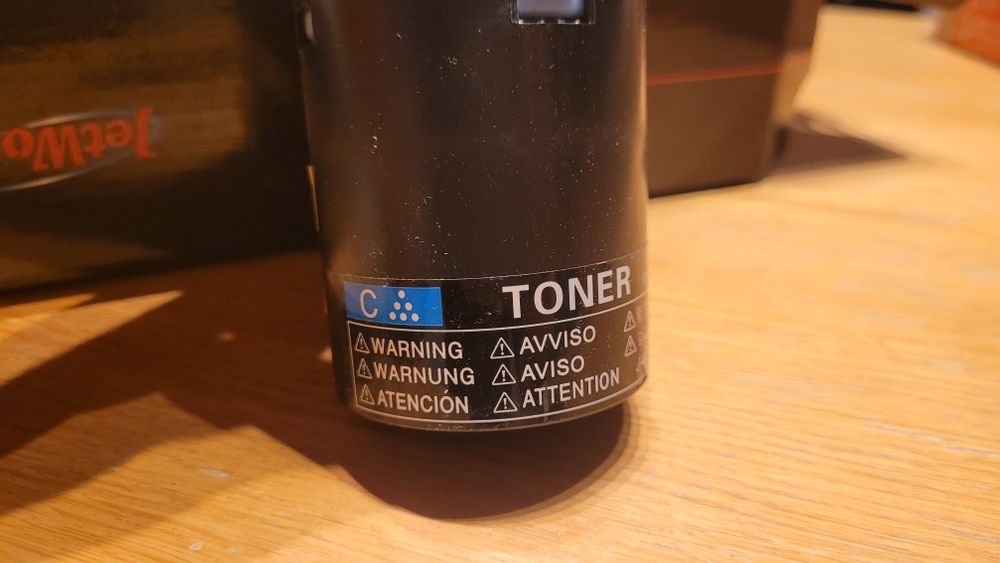 JetWo
C TONER
WARNING AVVISO
WARNUNG AVISO
ATENCIÓN ATTENTION